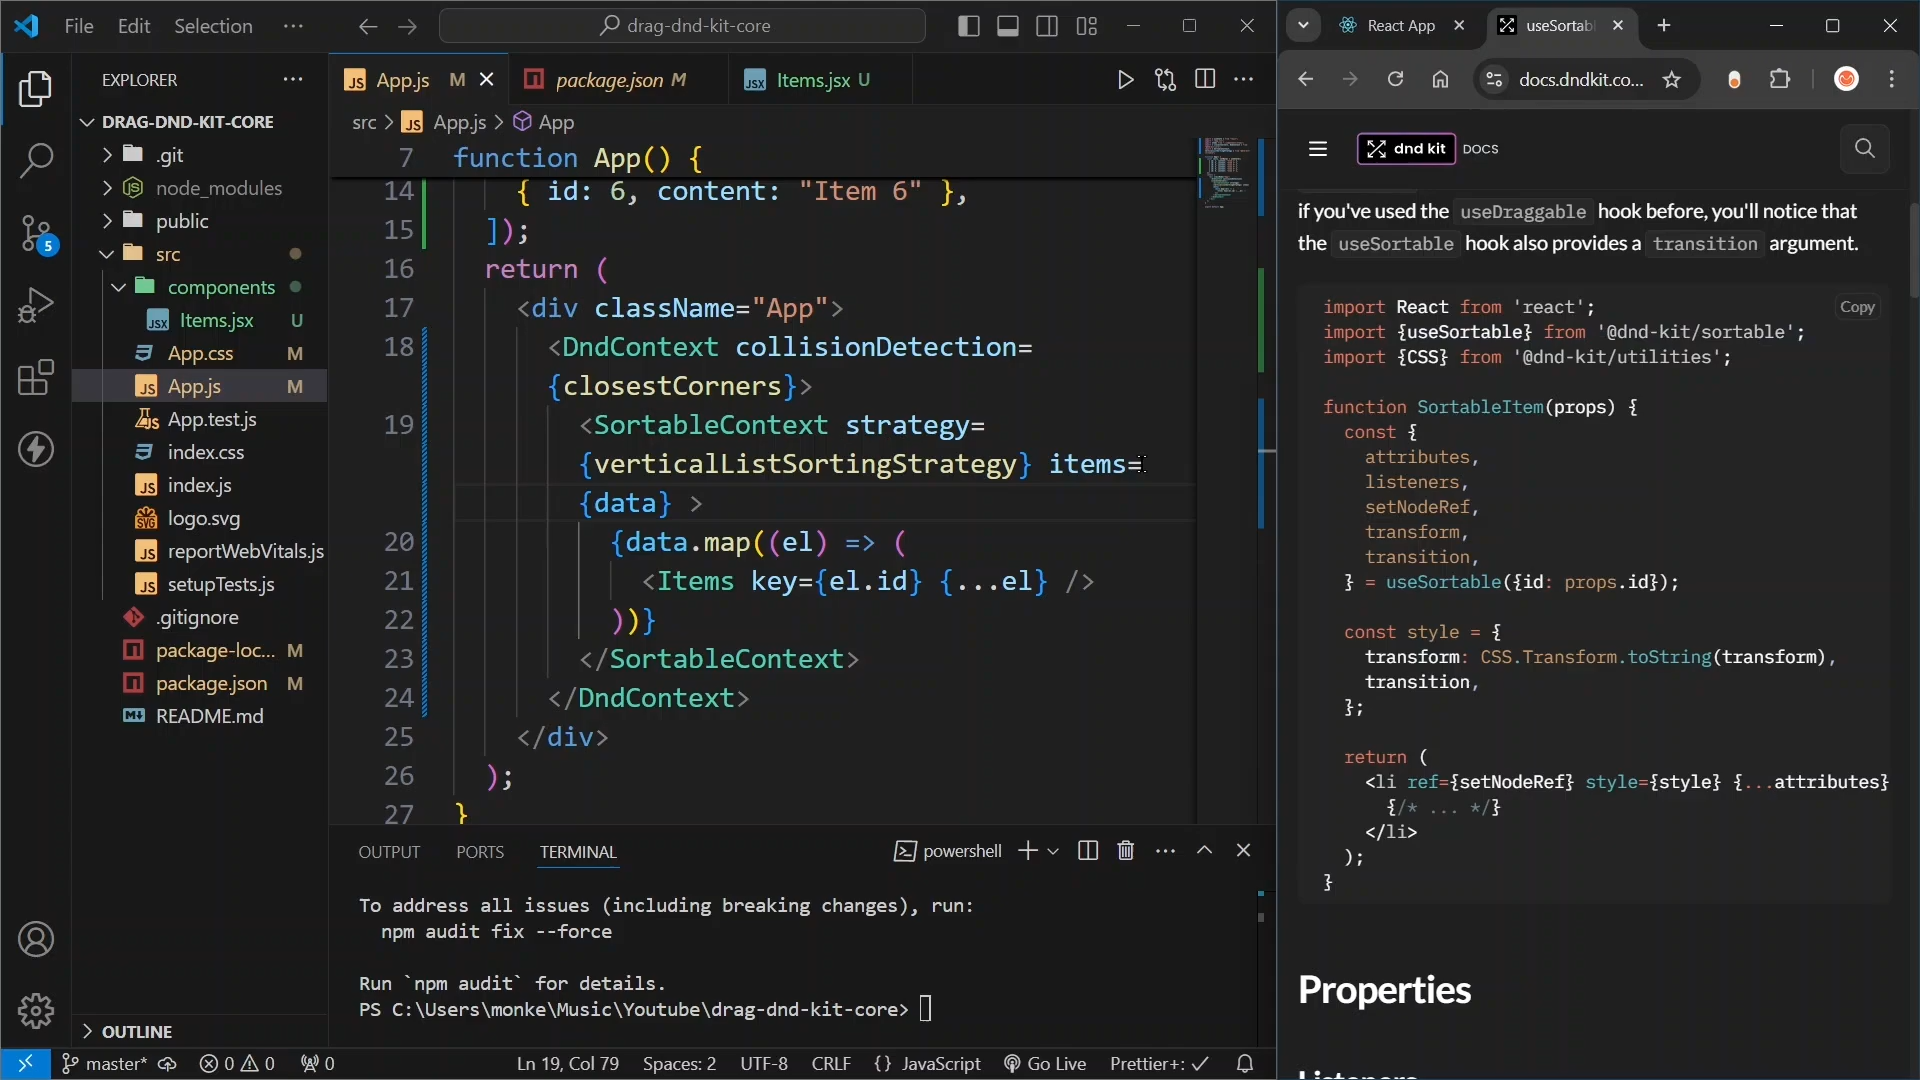 File
Edit
Selection
drag-dnd-kit-core
EXPLORER
DRAG-DND-KIT-CORE
.git
node_modules
public
src
components
Items.jsx U
App.css M
App.js M
App.test.js
index.css
index.js
logo.svg
reportWebVitals.js
setupTests.js
.gitignore
package-loc... M
package.json M
README.md
OUTLINE
5
App.js M
package.json M
Items.jsx U
src > App.js > App
7 function App() {
14 { id: 6, content: "Item 6" },
15 ]);
16 return (
17 <div className="App">
18 <DndContext collisionDetection=
{closestCorners}>
19 <SortableContext strategy=
{verticalListSortingStrategy} items=
{data} >
20 {data.map((el) => (
21 <Items key={el.id} {...el} />
22 ))}
23 </SortableContext>
24 </DndContext>
25 </div>
26 );
27 }
OUTPUT
PORTS
TERMINAL
powershell
To address all issues (including breaking changes), run:
npm audit fix --force
Run `npm audit` for details.
PS C:\Users\monke\Music\Youtube\drag-dnd-kit-core>
master*
0 0
0
Ln 19, Col 79
Spaces: 2
UTF-8
CRLF
{} JavaScript
Go Live
Prettier+:
React App
useSortab
docs.dndkit.co...
dnd kit DOCS
if you've used the useDraggable hook before, you'll notice that
the useSortable hook also provides a transition argument.
Copy
import React from 'react';
import {useSortable} from '@dnd-kit/sortable';
import {CSS} from '@dnd-kit/utilities';
function SortableItem(props) {
const {
attributes,
listeners,
setNodeRef,
transform,
transition,
} = useSortable({id: props.id});
const style = {
transform: CSS.Transform.toString(transform),
transition,
};
return (
<li ref={setNodeRef} style={style} {...attributes}
{/* ... */}
</li>
);
}
Properties
Listeners